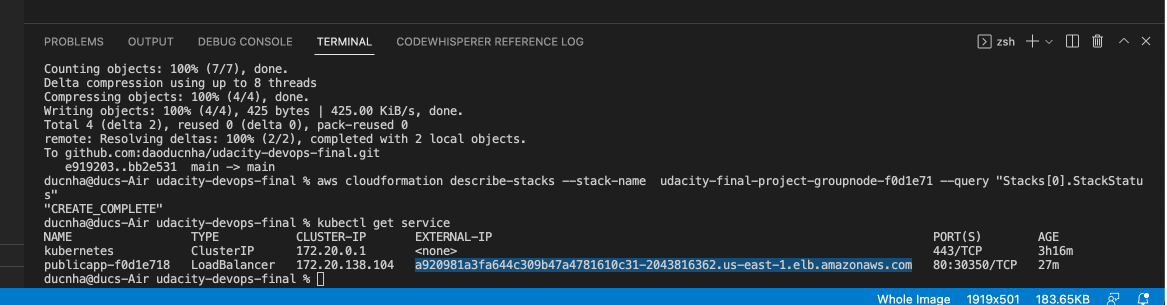 PROBLEMS OUTPUT DEBUG CONSOLE TERMINAL CODEWHISPERER REFERENCE LOG zsh
Counting objects: 100% (7/7), done.
Delta compression using up to 8 threads
Compressing objects: 100% (4/4), done.
Writing objects: 100% (4/4), 425 bytes | 425.00 KiB/s, done.
Total 4 (delta 2), reused 0 (delta 0), pack-reused 0
remote: Resolving deltas: 100% (2/2), completed with 2 local objects.
To github.com:daoducnha/udacity-devops-final.git
   e919203..bb2e531  main -> main
ducnha@ducs-Air udacity-devops-final % aws cloudformation describe-stacks --stack-name  udacity-final-project-groupnode-f0d1e71 --query "Stacks[0].StackStatu
s"
"CREATE_COMPLETE"
ducnha@ducs-Air udacity-devops-final % kubectl get service
NAME TYPE CLUSTER-IP EXTERNAL-IP PORT(S) AGE
kubernetes ClusterIP 172.20.0.1 <none> 443/TCP 3h16m
publicapp-f0d1e718 LoadBalancer 172.20.138.104 a920981a3fa644c309b47a4781610c31-2043816362.us-east-1.elb.amazonaws.com 80:30350/TCP 27m
ducnha@ducs-Air udacity-devops-final %
Whole Image 1919x501 183.65KB